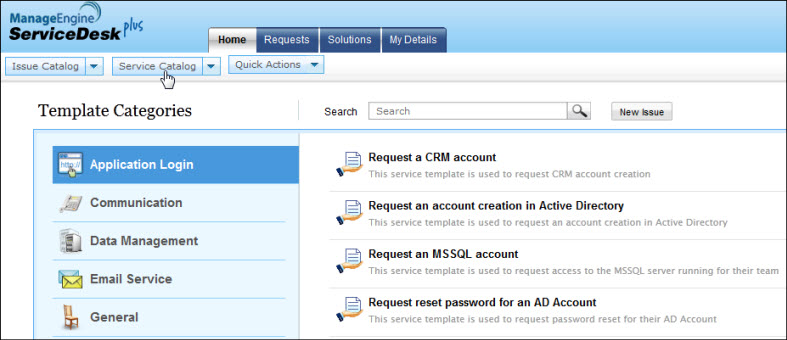 ManageEngine
ServiceDesk plus
Home Requests Solutions My Details
Issue Catalog Service Catalog Quick Actions
Template Categories Search Search New Issue
http://
Application Login
Communication
Data Management
Email Service
General
Request a CRM account
This service template is used to request CRM account creation
Request an account creation in Active Directory
This service template is used to request an account creation in Active Directory
Request an MSSQL account
This service template is used to request access to the MSSQL server running for their team
Request reset password for an AD Account
This service template is used to request password reset for their AD Account